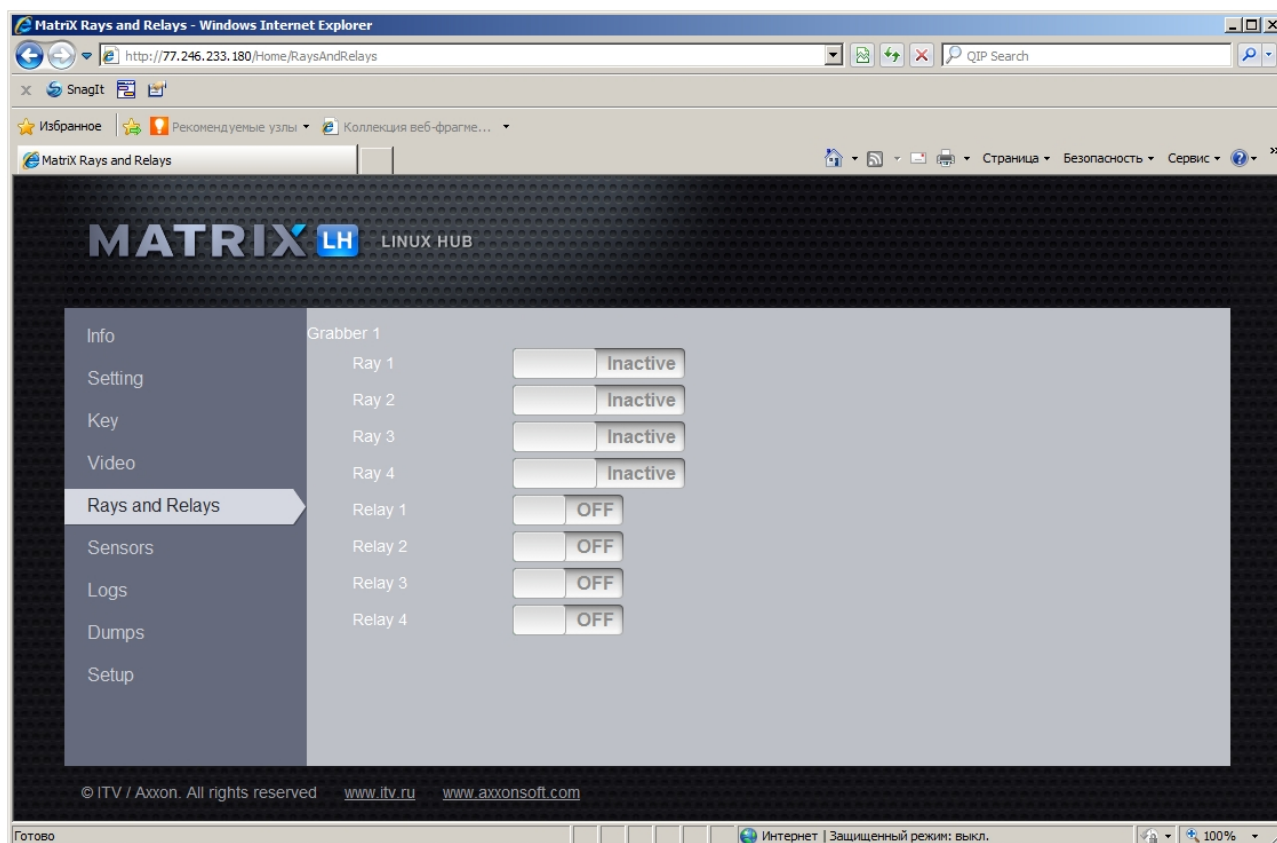 MatriX Rays and Relays - Windows Internet Explorer
http://77.246.233.180/Home/RaysAndRelays
QIP Search
x SnagIt
Избранное
Рекомендуемые узлы
Коллекция веб-фрагме...
MatriX Rays and Relays
Страница
Безопасность
Сервис
»
MATRIX LH LINUX HUB
Info
Setting
Key
Video
Rays and Relays
Sensors
Logs
Dumps
Setup
Grabber 1
Ray 1 Inactive
Ray 2 Inactive
Ray 3 Inactive
Ray 4 Inactive
Relay 1 OFF
Relay 2 OFF
Relay 3 OFF
Relay 4 OFF
© ITV / Axxon. All rights reserved www.itv.ru www.axxonsoft.com
Готово
Интернет | Защищенный режим: выкл.
100%